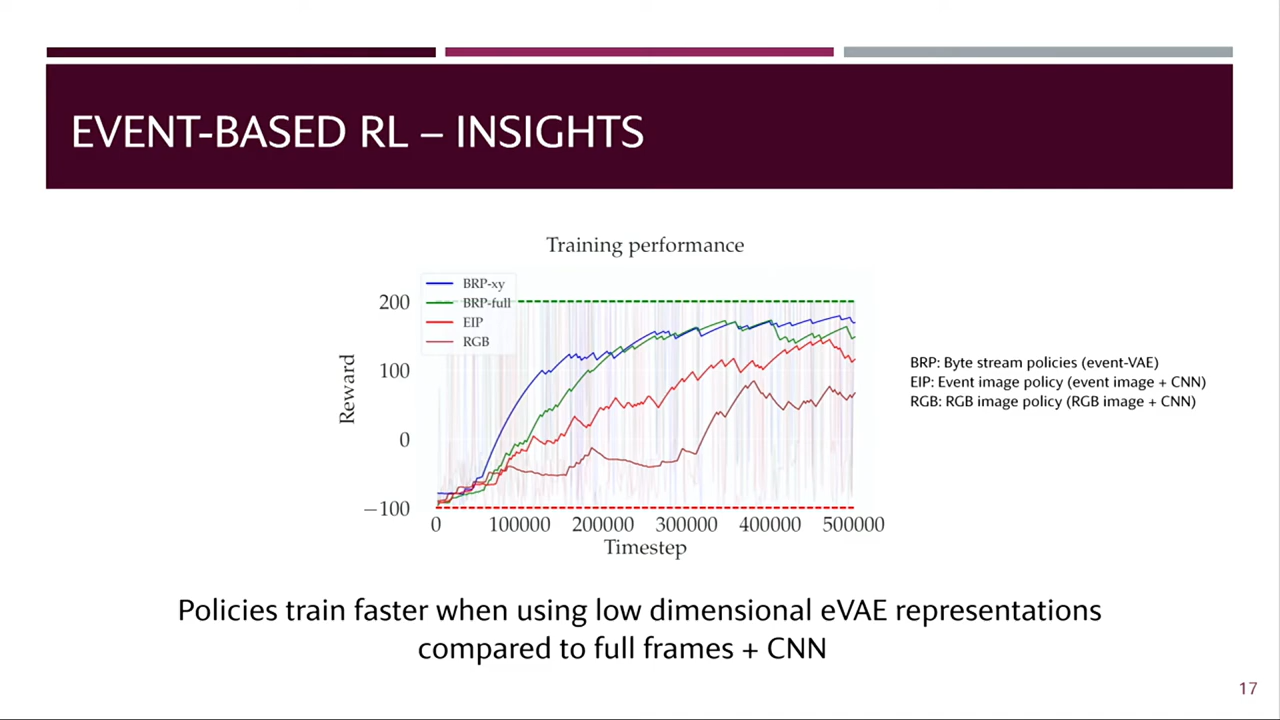 EVENT-BASED RL – INSIGHTS
Training performance
BRP-xy
BRP-full
EIP
RGB
200
100
0
−100
Reward
0 100000 200000 300000 400000 500000
Timestep
BRP: Byte stream policies (event-VAE)
EIP: Event image policy (event image + CNN)
RGB: RGB image policy (RGB image + CNN)
Policies train faster when using low dimensional eVAE representations
compared to full frames + CNN
17